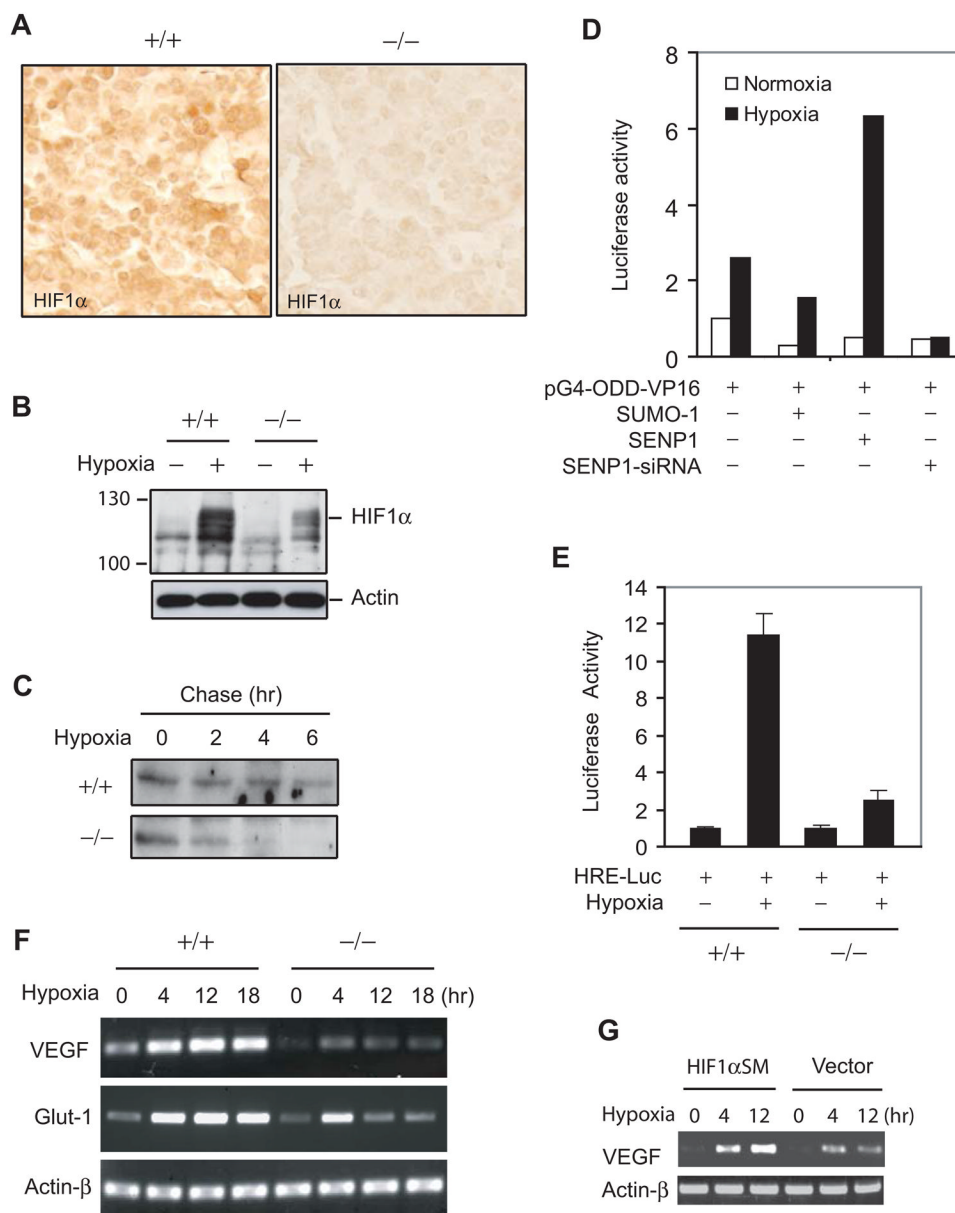 A
+/+ −/−
HIF1α HIF1α
B
+/+ −/−
Hypoxia − + − +
130
HIF1α
100
Actin
C
Chase (hr)
Hypoxia 0 2 4 6
+/+
−/−
D
8
6
4
2
0
Luciferase activity
Normoxia
Hypoxia
pG4-ODD-VP16 + + + +
SUMO-1 − + − −
SENP1 − − + −
SENP1-siRNA − − − +
E
14
12
10
8
6
4
2
0
Luciferase Activity
HRE-Luc + + + +
Hypoxia − + − +
+/+ −/−
F
+/+ −/−
Hypoxia 0 4 12 18 0 4 12 18 (hr)
VEGF
Glut-1
Actin-β
G
HIF1αSM Vector
Hypoxia 0 4 12 0 4 12 (hr)
VEGF
Actin-β